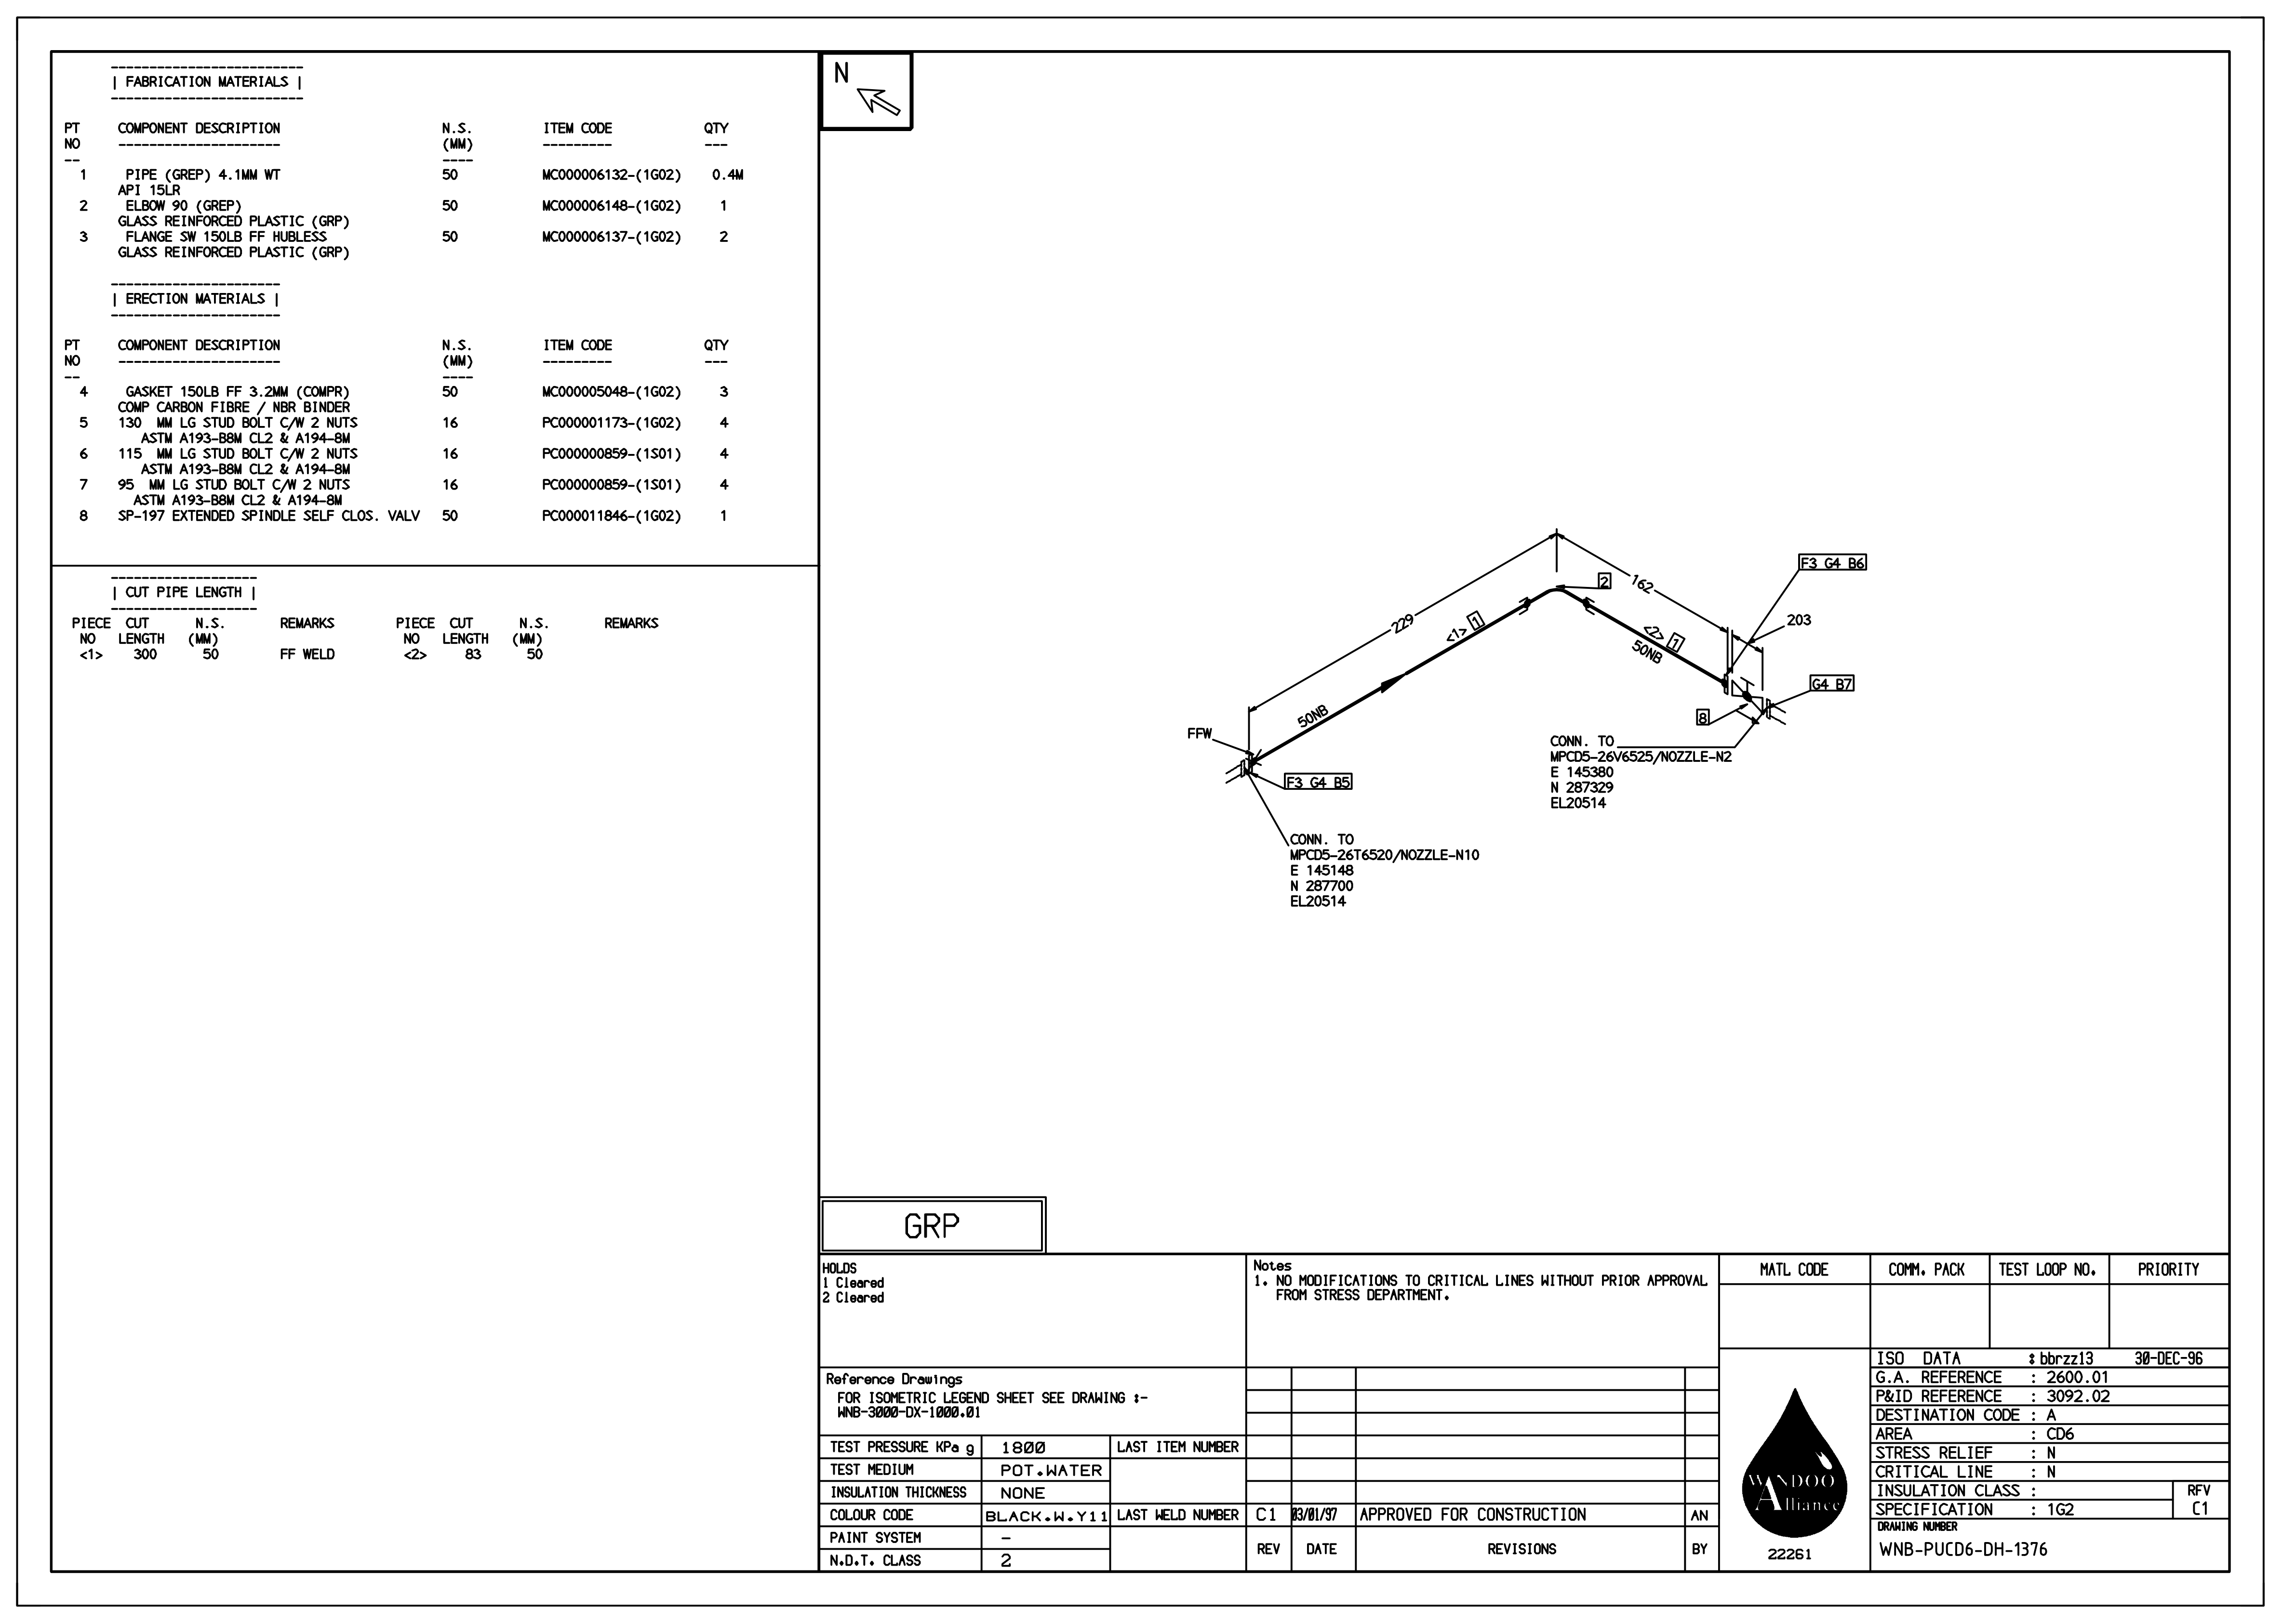 | FABRICATION MATERIALS |
PT COMPONENT DESCRIPTION N.S. ITEM CODE QTY
NO (MM)
1 PIPE (GREP) 4.1MM WT 50 MC000006132-(1G02) 0.4M
API 15LR
2 ELBOW 90 (GREP) 50 MC000006148-(1G02) 1
GLASS REINFORCED PLASTIC (GRP)
3 FLANGE SW 150LB FF HUBLESS 50 MC000006137-(1G02) 2
GLASS REINFORCED PLASTIC (GRP)
| ERECTION MATERIALS |
PT COMPONENT DESCRIPTION N.S. ITEM CODE QTY
NO (MM)
4 GASKET 150LB FF 3.2MM (COMPR) 50 MC000005048-(1G02) 3
COMP CARBON FIBRE / NBR BINDER
5 130 MM LG STUD BOLT C/W 2 NUTS 16 PC000001173-(1G02) 4
ASTM A193-B8M CL2 & A194-8M
6 115 MM LG STUD BOLT C/W 2 NUTS 16 PC000000859-(1S01) 4
ASTM A193-B8M CL2 & A194-8M
7 95 MM LG STUD BOLT C/W 2 NUTS 16 PC000000859-(1S01) 4
ASTM A193-B8M CL2 & A194-8M
8 SP-197 EXTENDED SPINDLE SELF CLOS. VALV 50 PC000011846-(1G02) 1
| CUT PIPE LENGTH |
PIECE CUT N.S. REMARKS PIECE CUT N.S. REMARKS
NO LENGTH (MM) NO LENGTH (MM)
<1> 300 50 FF WELD <2> 83 50
N
F3 G4 B6
2
162
229
<1> 1
203
<2> 1
50NB
G4 B7
50NB
8
FFW
CONN. TO
MPCD5-26V6525/NOZZLE-N2
E 145380
N 287329
EL20514
F3 G4 B5
CONN. TO
MPCD5-26T6520/NOZZLE-N10
E 145148
N 287700
EL20514
GRP
HOLDS
1 Cleared
2 Cleared
Notes
1. NO MODIFICATIONS TO CRITICAL LINES WITHOUT PRIOR APPROVAL
FROM STRESS DEPARTMENT.
MATL CODE COMM. PACK TEST LOOP NO. PRIORITY
Reference Drawings
FOR ISOMETRIC LEGEND SHEET SEE DRAWING :-
WNB-3000-DX-1000.01
TEST PRESSURE KPa g 1800 LAST ITEM NUMBER
TEST MEDIUM POT.WATER
INSULATION THICKNESS NONE
COLOUR CODE BLACK.W.Y11 LAST WELD NUMBER
PAINT SYSTEM -
N.D.T. CLASS 2
C1 03/01/97 APPROVED FOR CONSTRUCTION AN
REV DATE REVISIONS BY
WANDOO
Alliance
22261
ISO DATA : bbrzz13 30-DEC-96
G.A. REFERENCE : 2600.01
P&ID REFERENCE : 3092.02
DESTINATION CODE : A
AREA : CD6
STRESS RELIEF : N
CRITICAL LINE : N
INSULATION CLASS : RFV
SPECIFICATION : 1G2 C1
DRAWING NUMBER
WNB-PUCD6-DH-1376